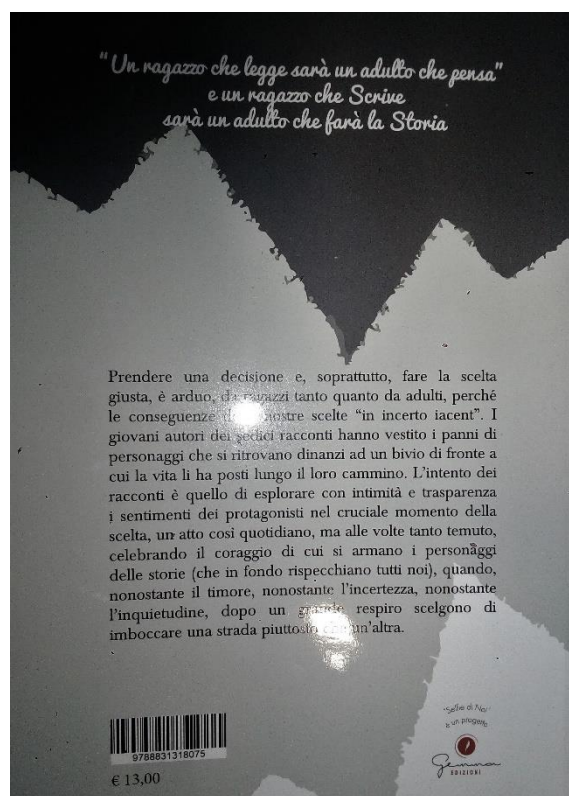 “Un ragazzo che legge sarà un adulto che pensa”
e un ragazzo che Scrive
sarà un adulto che farà la Storia
Prendere una decisione e, soprattutto, fare la scelta
giusta, è arduo, da ragazzi tanto quanto da adulti, perché
le conseguenze nostre scelte “in incerto iacent”. I
giovani autori dei sedici racconti hanno vestito i panni di
personaggi che si ritrovano dinanzi ad un bivio di fronte a
cui la vita li ha posti lungo il loro cammino. L’intento dei
racconti è quello di esplorare con intimità e trasparenza
i sentimenti dei protagonisti nel cruciale momento della
scelta, un atto così quotidiano, ma alle volte tanto temuto,
celebrando il coraggio di cui si armano i personaggi
delle storie (che in fondo rispecchiano tutti noi), quando,
nonostante il timore, nonostante l’incertezza, nonostante
l’inquietudine, dopo un grande respiro scelgono di
imboccare una strada piuttosto che un’altra.
"Selfie di Noi"
è un progetto
Gemma
EDIZIONI
9788831318075
€ 13,00